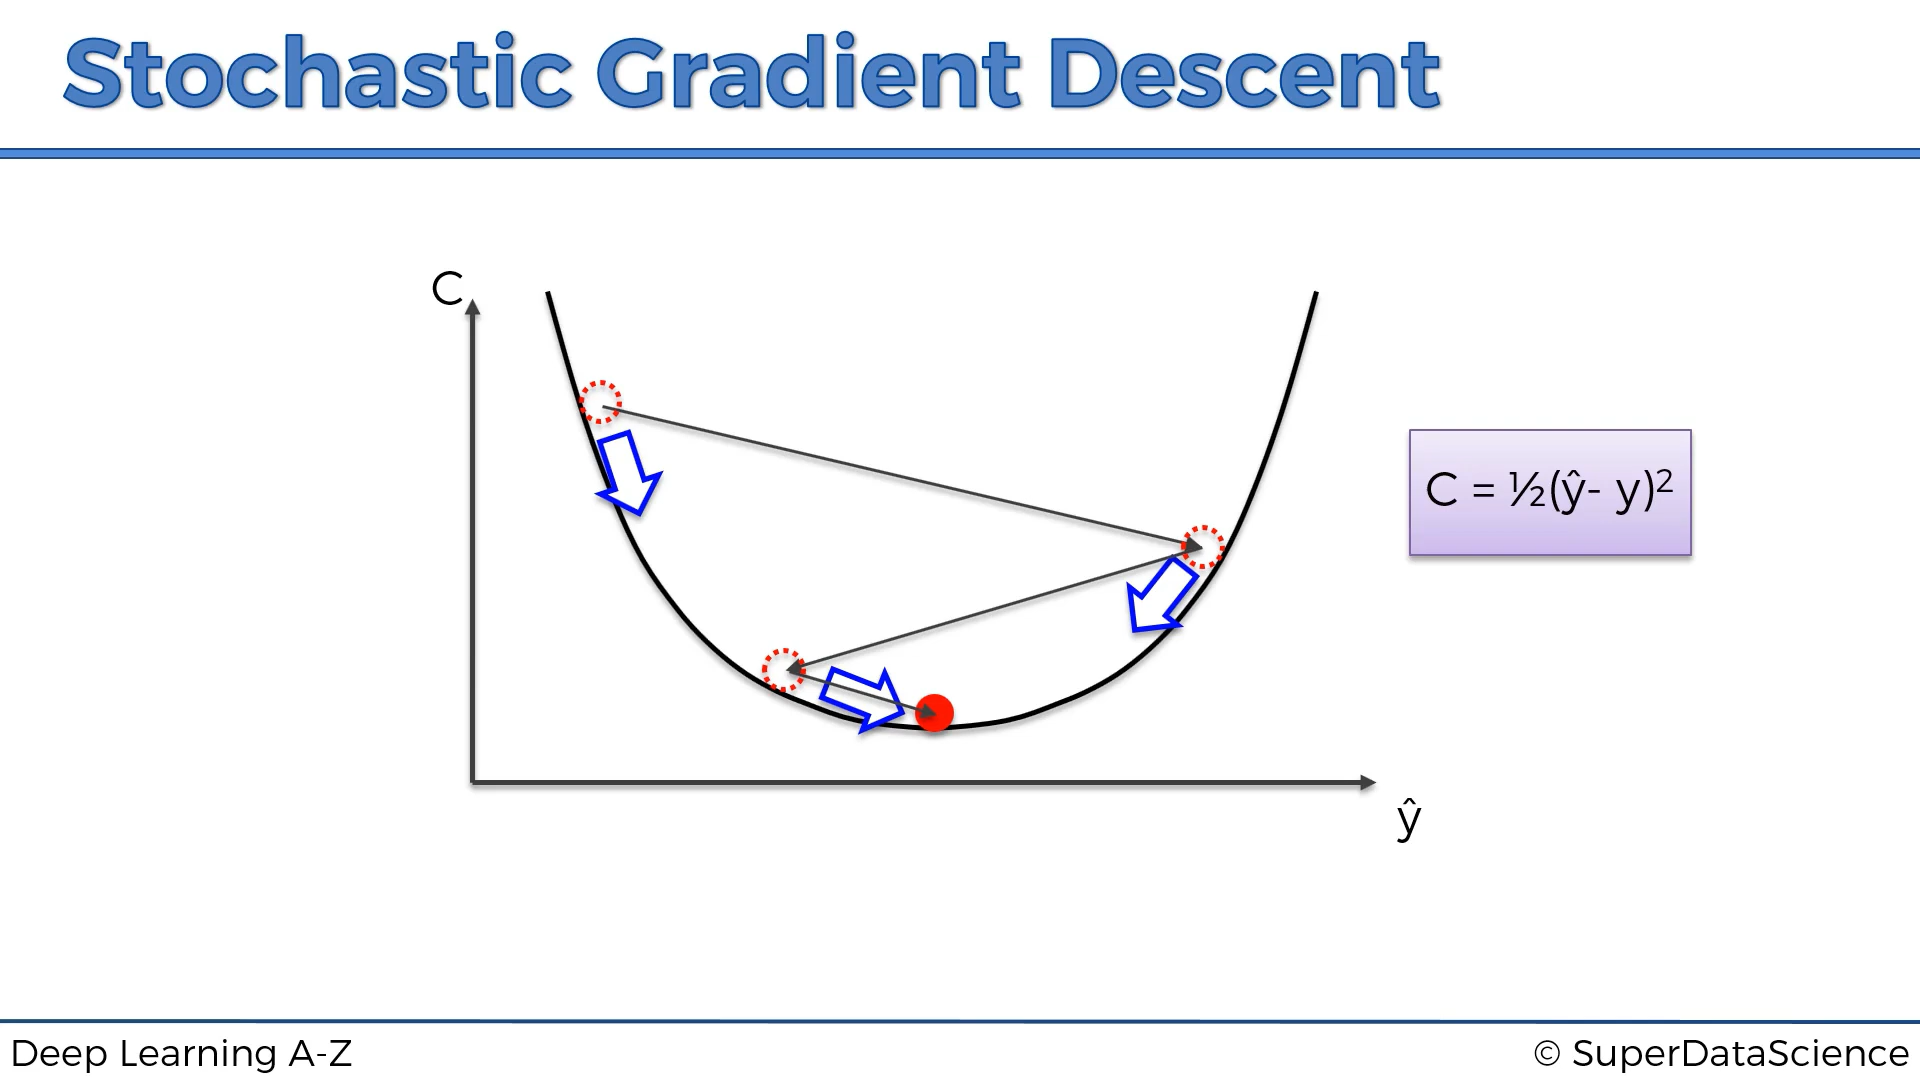 Stochastic Gradient Descent
C
C = ½(ŷ- y)²
ŷ
Deep Learning A-Z
© SuperDataScience